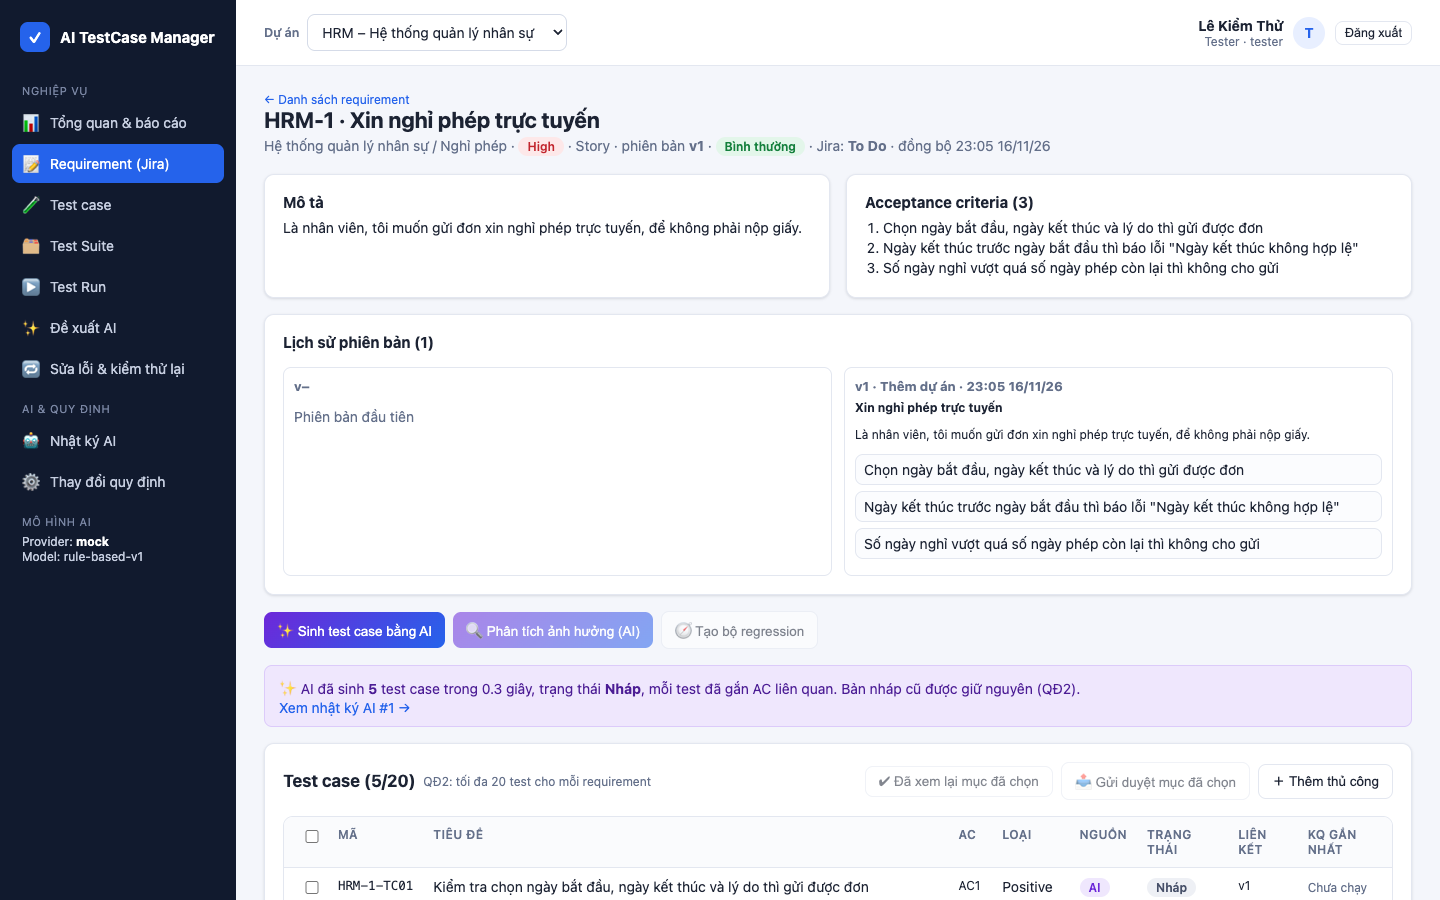 AI TestCase Manager
NGHIỆP VỤ
Tổng quan & báo cáo
Requirement (Jira)
Test case
Test Suite
Test Run
Đề xuất AI
Sửa lỗi & kiểm thử lại
AI & QUY ĐỊNH
Nhật ký AI
Thay đổi quy định
MÔ HÌNH AI
Provider: mock
Model: rule-based-v1
Dự án
HRM – Hệ thống quản lý nhân sự
Lê Kiểm Thử
Tester · tester
T
Đăng xuất
← Danh sách requirement
HRM-1 · Xin nghỉ phép trực tuyến
Hệ thống quản lý nhân sự / Nghỉ phép · High · Story · phiên bản v1 · Bình thường · Jira: To Do · đồng bộ 23:05 16/11/26
Mô tả
Là nhân viên, tôi muốn gửi đơn xin nghỉ phép trực tuyến, để không phải nộp giấy.
Acceptance criteria (3)
1. Chọn ngày bắt đầu, ngày kết thúc và lý do thì gửi được đơn
2. Ngày kết thúc trước ngày bắt đầu thì báo lỗi "Ngày kết thúc không hợp lệ"
3. Số ngày nghỉ vượt quá số ngày phép còn lại thì không cho gửi
Lịch sử phiên bản (1)
v—
Phiên bản đầu tiên
v1 · Thêm dự án · 23:05 16/11/26
Xin nghỉ phép trực tuyến
Là nhân viên, tôi muốn gửi đơn xin nghỉ phép trực tuyến, để không phải nộp giấy.
Chọn ngày bắt đầu, ngày kết thúc và lý do thì gửi được đơn
Ngày kết thúc trước ngày bắt đầu thì báo lỗi "Ngày kết thúc không hợp lệ"
Số ngày nghỉ vượt quá số ngày phép còn lại thì không cho gửi
✨ Sinh test case bằng AI
🔍 Phân tích ảnh hưởng (AI)
🧭 Tạo bộ regression
✨ AI đã sinh 5 test case trong 0.3 giây, trạng thái Nháp, mỗi test đã gắn AC liên quan. Bản nháp cũ được giữ nguyên (QĐ2).
Xem nhật ký AI #1 →
Test case (5/20) QĐ2: tối đa 20 test cho mỗi requirement
✔ Đã xem lại mục đã chọn
📤 Gửi duyệt mục đã chọn
+ Thêm thủ công
MÃ TIÊU ĐỀ AC LOẠI NGUỒN TRẠNG THÁI LIÊN KẾT KQ GẦN NHẤT
HRM-1-TC01 Kiểm tra chọn ngày bắt đầu, ngày kết thúc và lý do thì gửi được đơn AC1 Positive AI Nháp v1 Chưa chạy